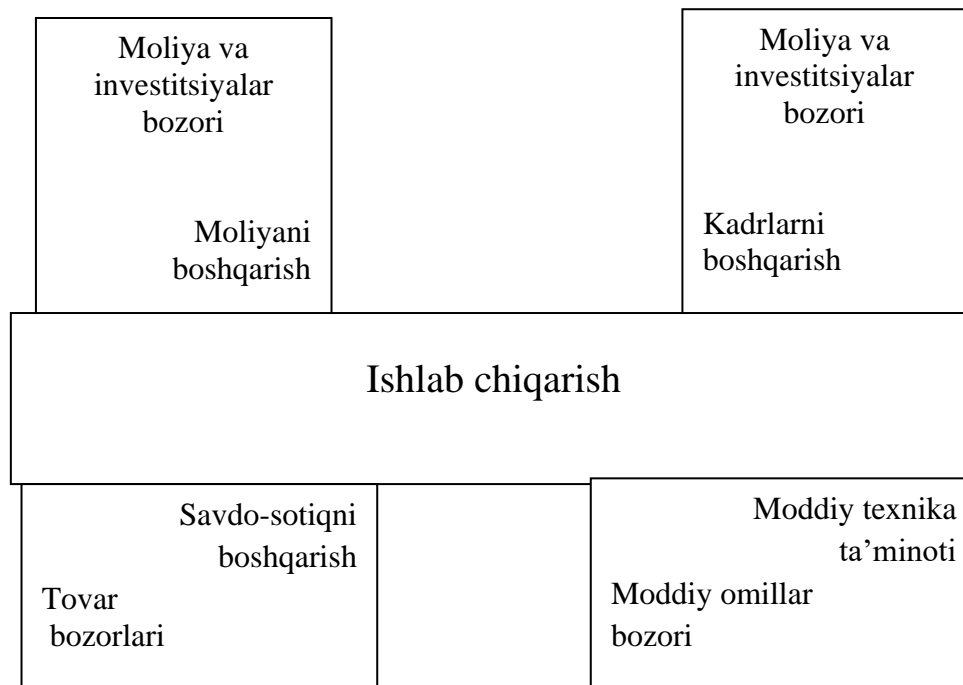 Moliya va
investitsiyalar
bozori
Moliyani
boshqarish
Moliya va
investitsiyalar
bozori
Kadrlarni
boshqarish
Ishlab chiqarish
Savdo-sotiqni
boshqarish
Tovar
bozorlari
Moddiy texnika
ta’minoti
Moddiy omillar
bozori